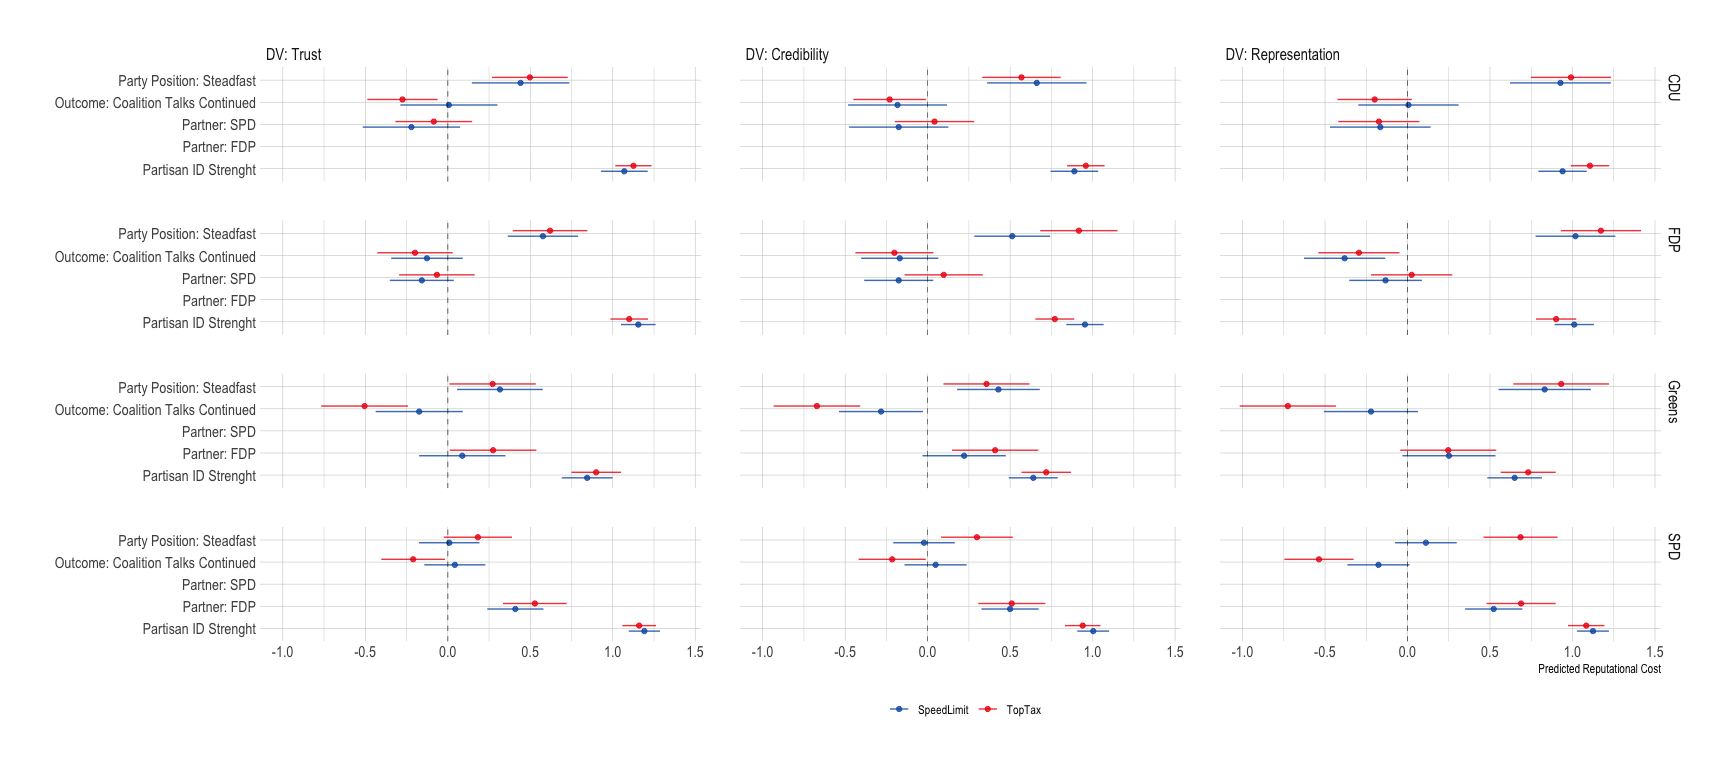 DV: Trust
DV: Credibility
DV: Representation
Party Position: Steadfast
Outcome: Coalition Talks Continued
Partner: SPD
Partner: FDP
Partisan ID Strenght
CDU
Party Position: Steadfast
Outcome: Coalition Talks Continued
Partner: SPD
Partner: FDP
Partisan ID Strenght
FDP
Party Position: Steadfast
Outcome: Coalition Talks Continued
Partner: SPD
Partner: FDP
Partisan ID Strenght
Greens
Party Position: Steadfast
Outcome: Coalition Talks Continued
Partner: SPD
Partner: FDP
Partisan ID Strenght
SPD
-1.0 -0.5 0.0 0.5 1.0 1.5
-1.0 -0.5 0.0 0.5 1.0 1.5
-1.0 -0.5 0.0 0.5 1.0 1.5
Predicted Reputational Cost
SpeedLimit TopTax